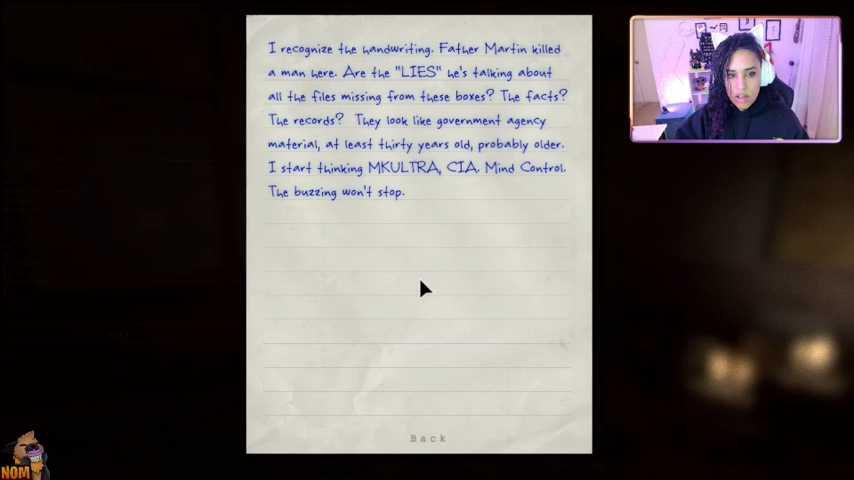 I recognize the handwriting. Father Martin killed
a man here. Are the "LIES" he's talking about
all the files missing from these boxes? The facts?
The records? They look like government agency
material, at least thirty years old, probably older.
I start thinking MKULTRA, CIA. Mind Control.
The buzzing won't stop.
Back
NOM